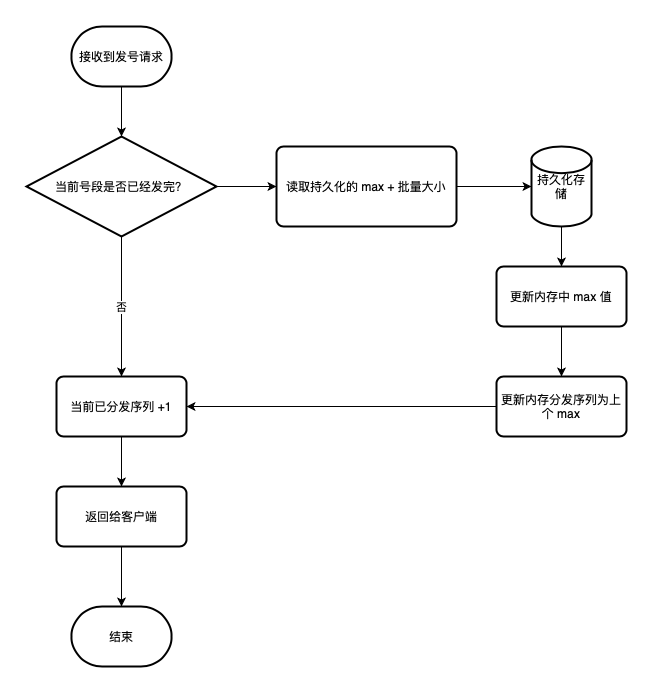 接收到发号请求
当前号段是否已经发完?
读取持久化的 max + 批量大小
持久化存
储
更新内存中 max 值
否
当前已分发序列 +1
更新内存分发序列为上
个 max
返回给客户端
结束